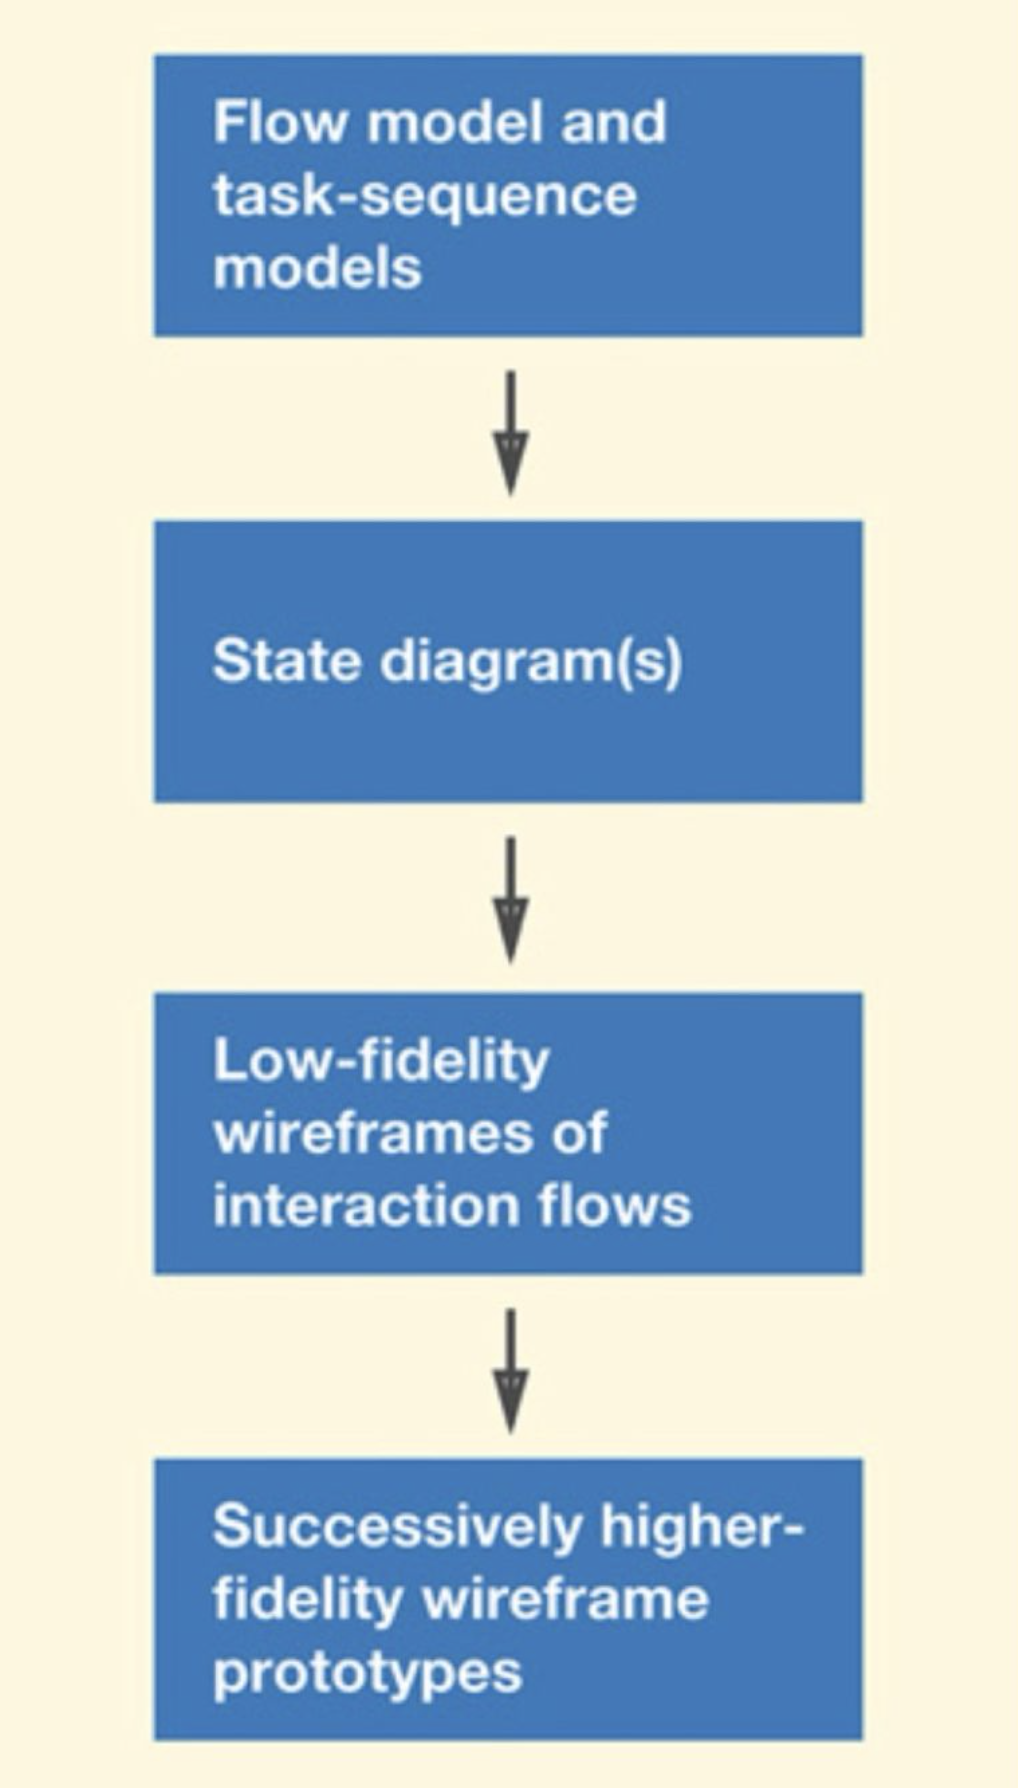 Flow model and
task-sequence
models
State diagram(s)
Low-fidelity
wireframes of
interaction flows
Successively higher-
fidelity wireframe
prototypes